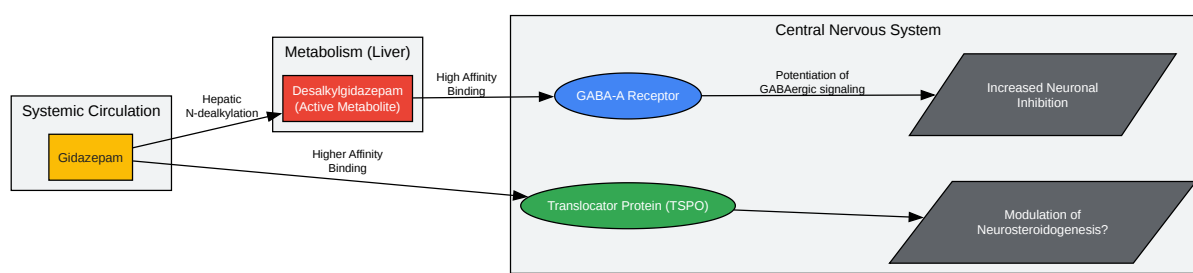 Central Nervous System
Metabolism (Liver)
Desalkylgidazepam
(Active Metabolite)
High Affinity
Binding
GABA-A Receptor
Potentiation of
GABAergic signaling
Increased Neuronal
Inhibition
Systemic Circulation
Gidazepam
Hepatic
N-dealkylation
Higher Affinity
Binding
Translocator Protein (TSPO)
Modulation of
Neurosteroidogenesis?